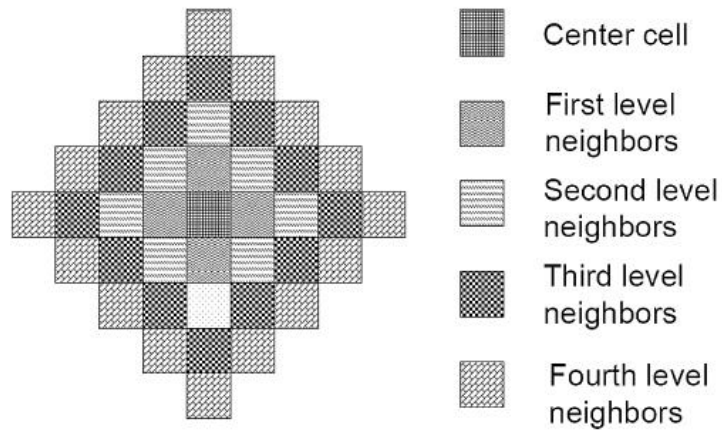 Center cell
First level
neighbors
Second level
neighbors
Third level
neighbors
Fourth level
neighbors